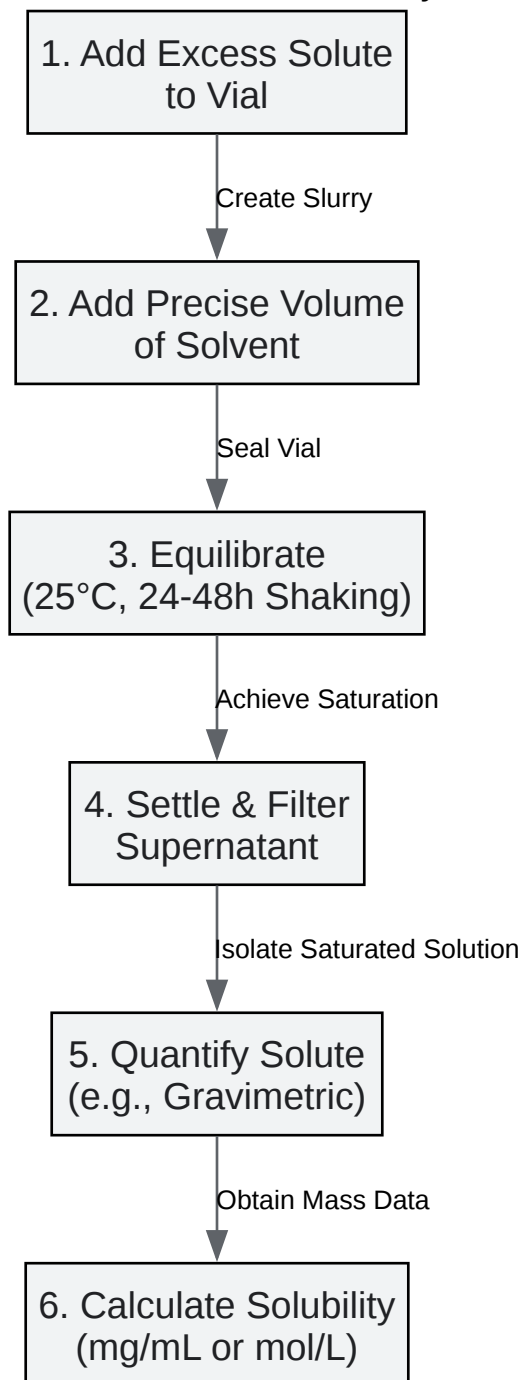 1. Add Excess Solute
to Vial
Create Slurry
2. Add Precise Volume
of Solvent
Seal Vial
3. Equilibrate
(25°C, 24-48h Shaking)
Achieve Saturation
4. Settle & Filter
Supernatant
Isolate Saturated Solution
5. Quantify Solute
(e.g., Gravimetric)
Obtain Mass Data
6. Calculate Solubility
(mg/mL or mol/L)